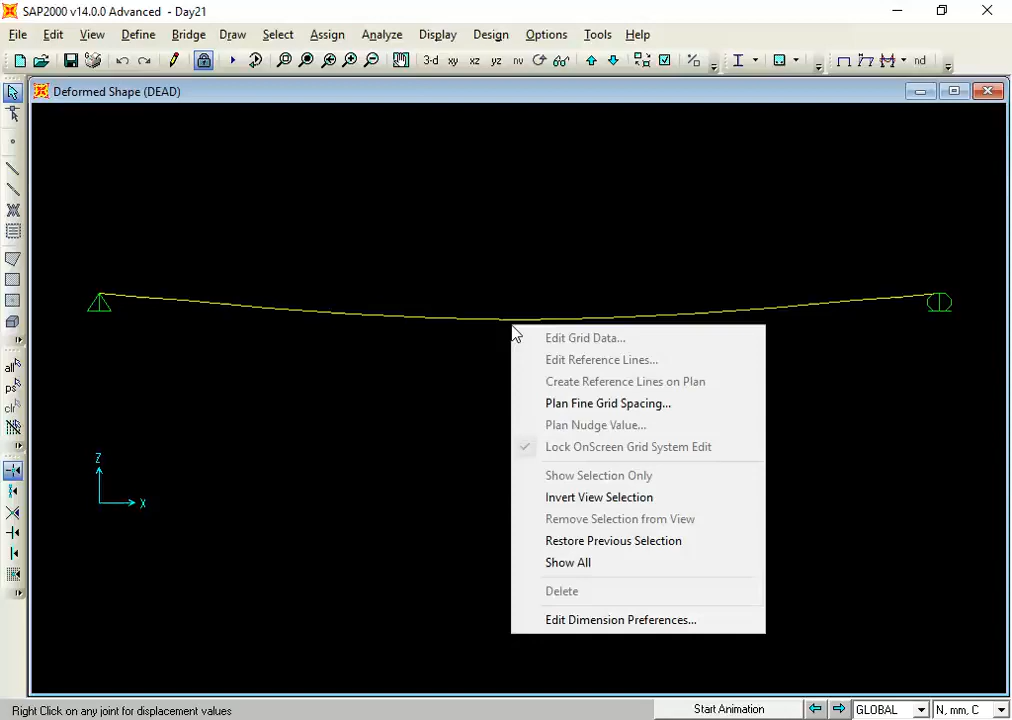 SAP2000 v14.0.0 Advanced - Day21
File Edit View Define Bridge Draw Select Assign Analyze Display Design Options Tools Help
3-d xy xz yz nv nd
Deformed Shape (DEAD)
all
ps
clr
Edit Grid Data...
Edit Reference Lines...
Create Reference Lines on Plan
Plan Fine Grid Spacing...
Plan Nudge Value...
Lock OnScreen Grid System Edit
Show Selection Only
Invert View Selection
Remove Selection from View
Restore Previous Selection
Show All
Delete
Edit Dimension Preferences...
Z
X
Right Click on any joint for displacement values
Start Animation
GLOBAL
N, mm, C